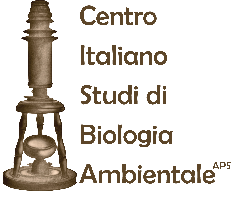 Centro
Italiano
Studi di
Biologia
Ambientale APS